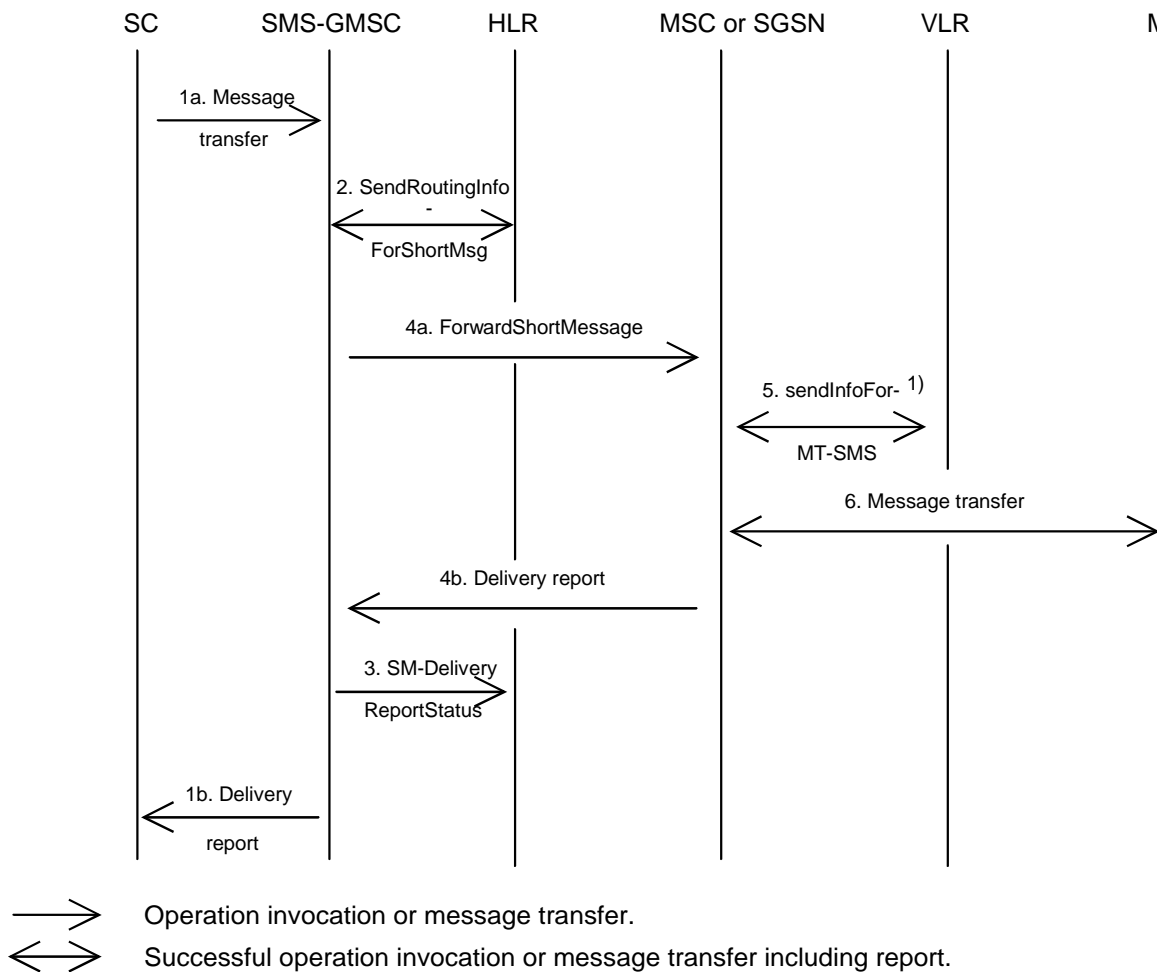 SC SMS-GMSC HLR MSC or SGSN VLR M
1a. Message
transfer
2. SendRoutingInfo
-
ForShortMsg
4a. ForwardShortMessage
5. sendInfoFor- 1)
MT-SMS
6. Message transfer
4b. Delivery report
3. SM-Delivery
ReportStatus
1b. Delivery
report
Operation invocation or message transfer.
Successful operation invocation or message transfer including report.